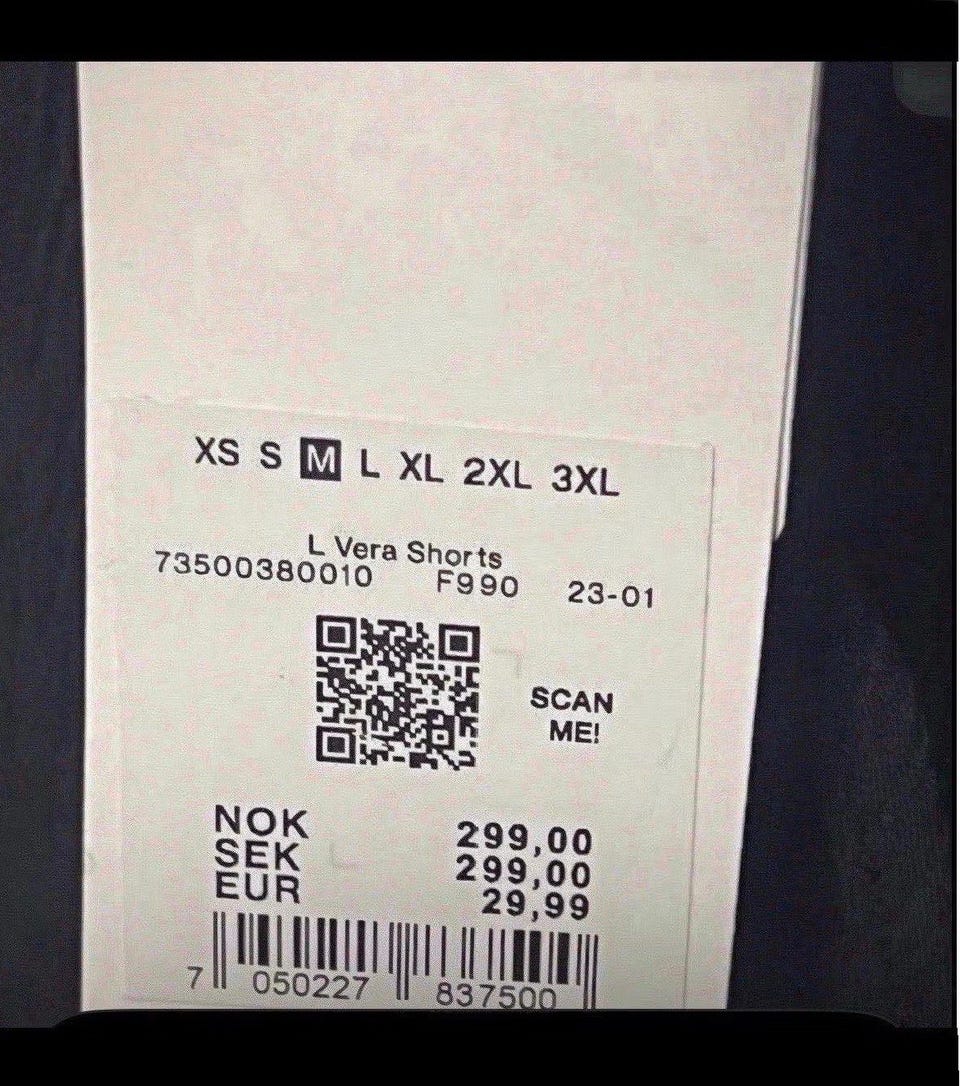 XS S M L XL 2XL 3XL
L Vera Shorts
73500380010 F990 23-01
SCAN
ME!
NOK 299,00
SEK 299,00
EUR 29,99
7 050227 837500